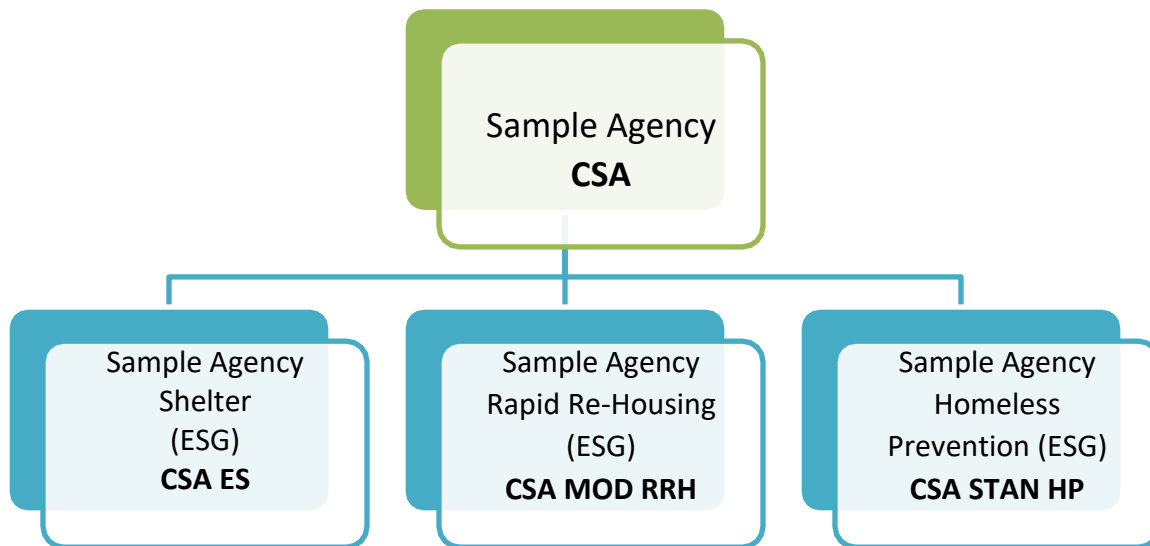 Sample Agency
CSA
Sample Agency
Shelter
(ESG)
CSA ES
Sample Agency
Rapid Re-Housing
(ESG)
CSA MOD RRH
Sample Agency
Homeless
Prevention (ESG)
CSA STAN HP